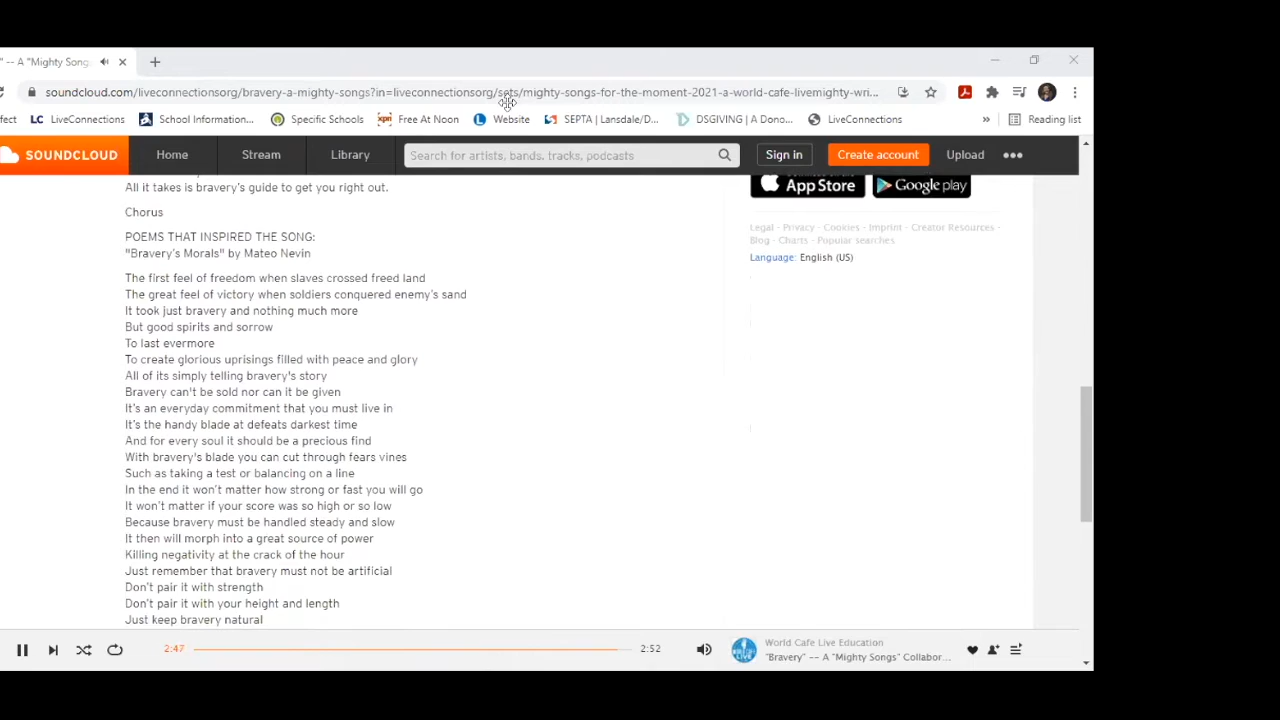 " -- A "Mighty Song
soundcloud.com/liveconnectionsorg/bravery-a-mighty-songs?in=liveconnectionsorg/sets/mighty-songs-for-the-moment-2021-a-world-cafe-livemighty-wri...
fect LiveConnections School Information... Specific Schools Free At Noon Website SEPTA | Lansdale/D... DSGIVING | A Dono... LiveConnections » Reading list
SOUNDCLOUD Home Stream Library Search for artists, bands, tracks, podcasts Sign in Create account Upload
App Store Google play
All it takes is bravery's guide to get you right out.
Chorus
POEMS THAT INSPIRED THE SONG:
"Bravery's Morals" by Mateo Nevin
The first feel of freedom when slaves crossed freed land
The great feel of victory when soldiers conquered enemy's sand
It took just bravery and nothing much more
But good spirits and sorrow
To last evermore
To create glorious uprisings filled with peace and glory
All of its simply telling bravery's story
Bravery can't be sold nor can it be given
It's an everyday commitment that you must live in
It's the handy blade at defeats darkest time
And for every soul it should be a precious find
With bravery's blade you can cut through fears vines
Such as taking a test or balancing on a line
In the end it won't matter how strong or fast you will go
It won't matter if your score was so high or so low
Because bravery must be handled steady and slow
It then will morph into a great source of power
Killing negativity at the crack of the hour
Just remember that bravery must not be artificial
Don't pair it with strength
Don't pair it with your height and length
Just keep bravery natural
Legal - Privacy - Cookies - Imprint - Creator Resources -
Blog - Charts - Popular searches
Language: English (US)
2:47 2:52
World Cafe Live Education
"Bravery" -- A "Mighty Songs" Collabor...